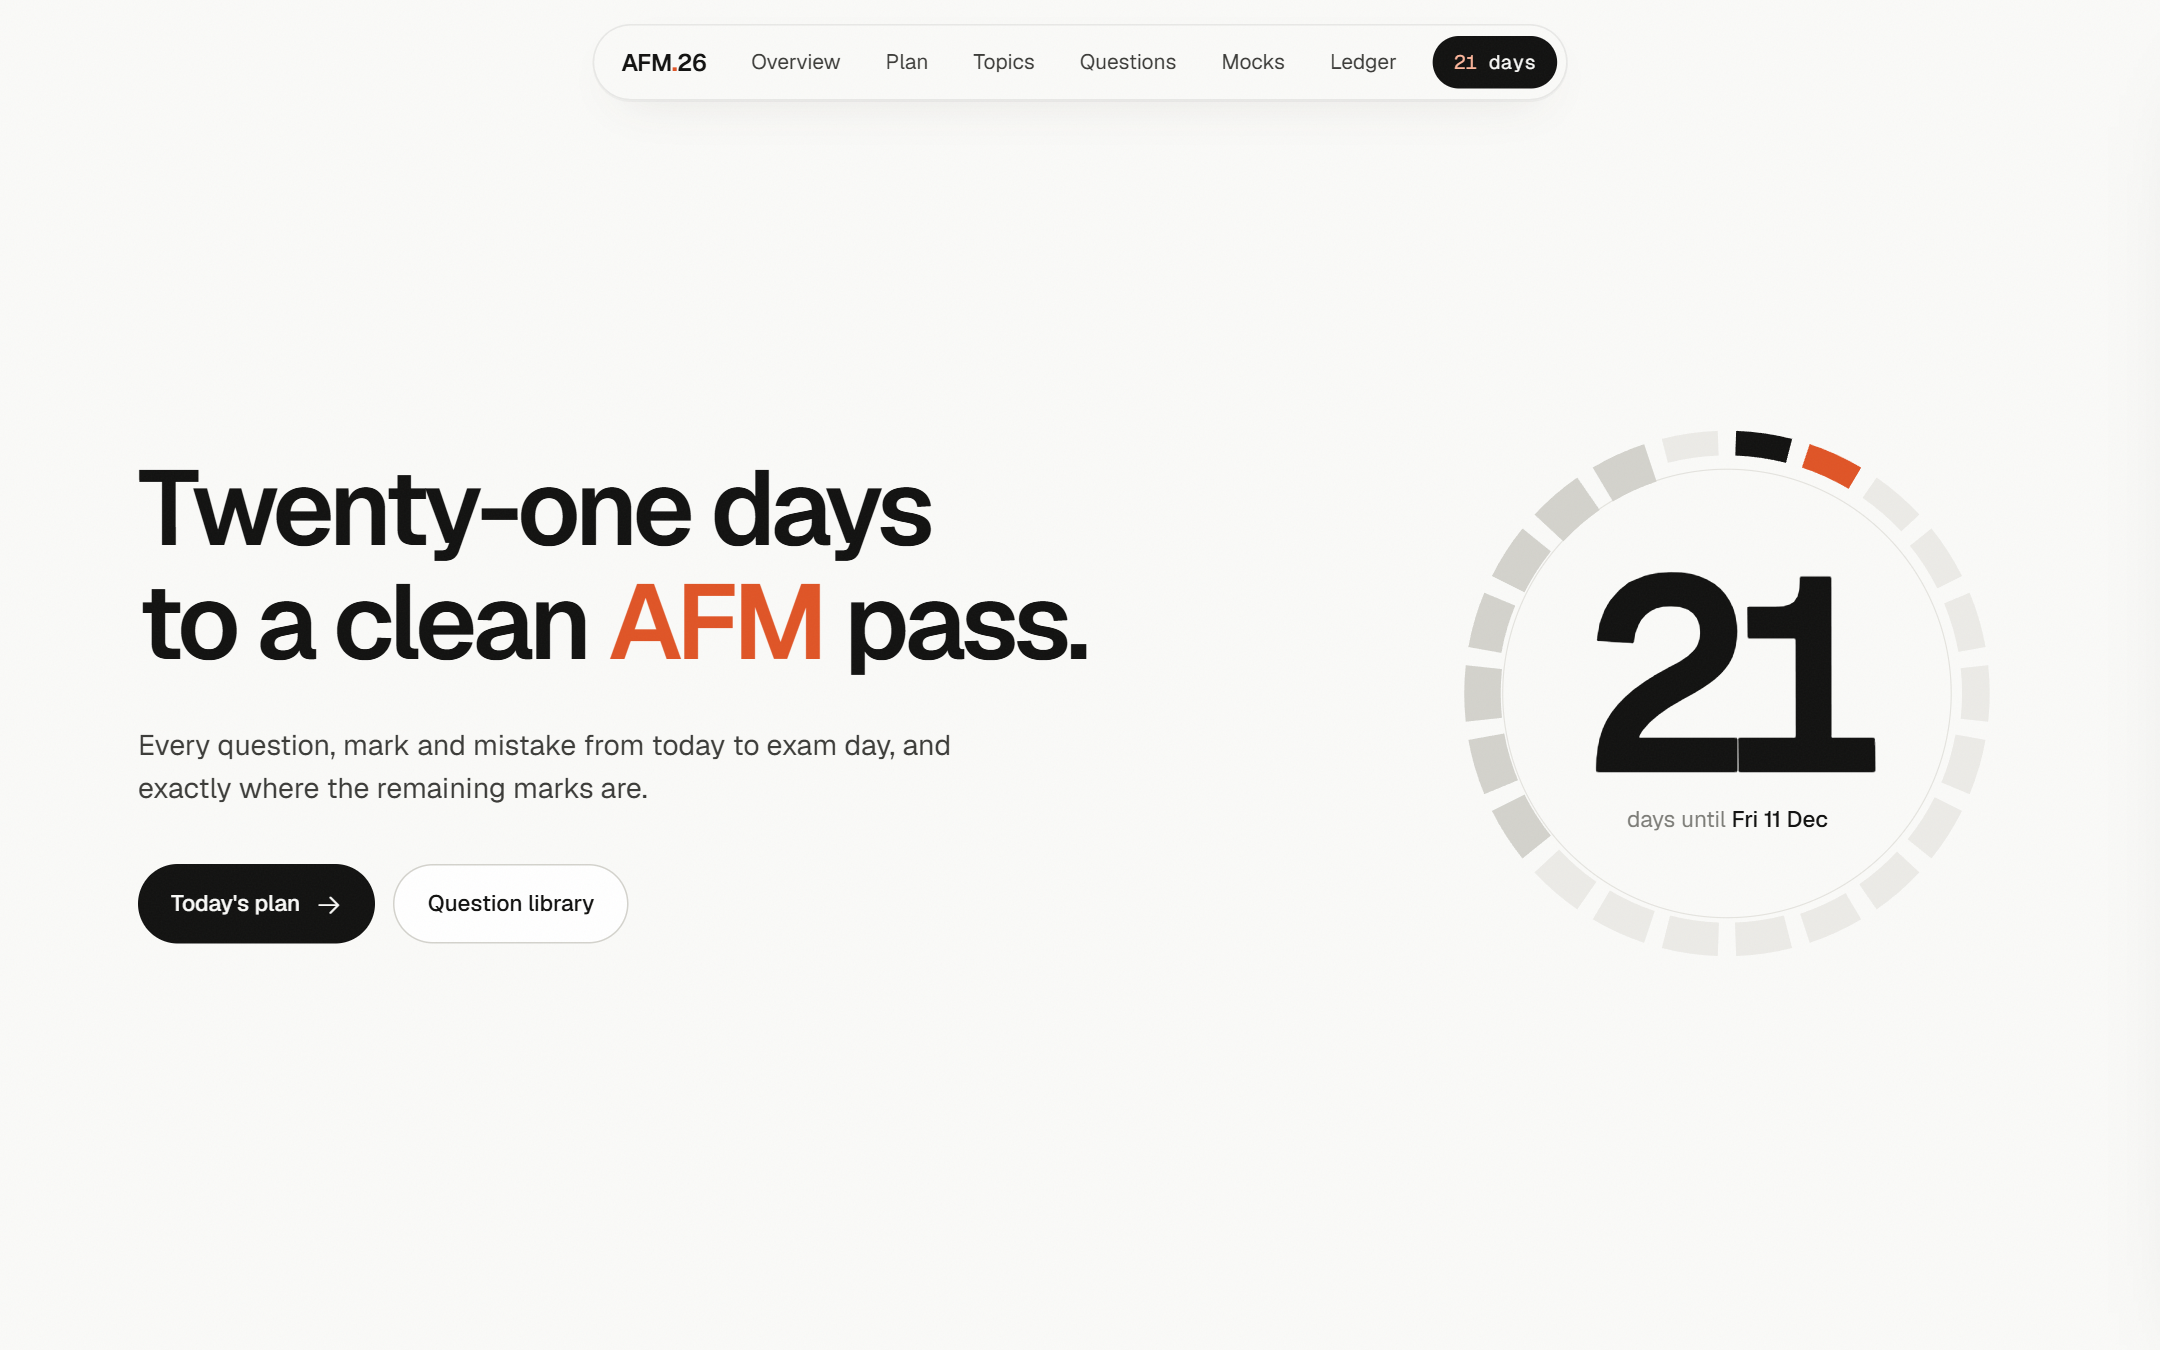 AFM.26
Overview
Plan
Topics
Questions
Mocks
Ledger
21 days
Twenty-one days
to a clean AFM pass.
Every question, mark and mistake from today to exam day, and
exactly where the remaining marks are.
Today's plan →
Question library
21
days until Fri 11 Dec